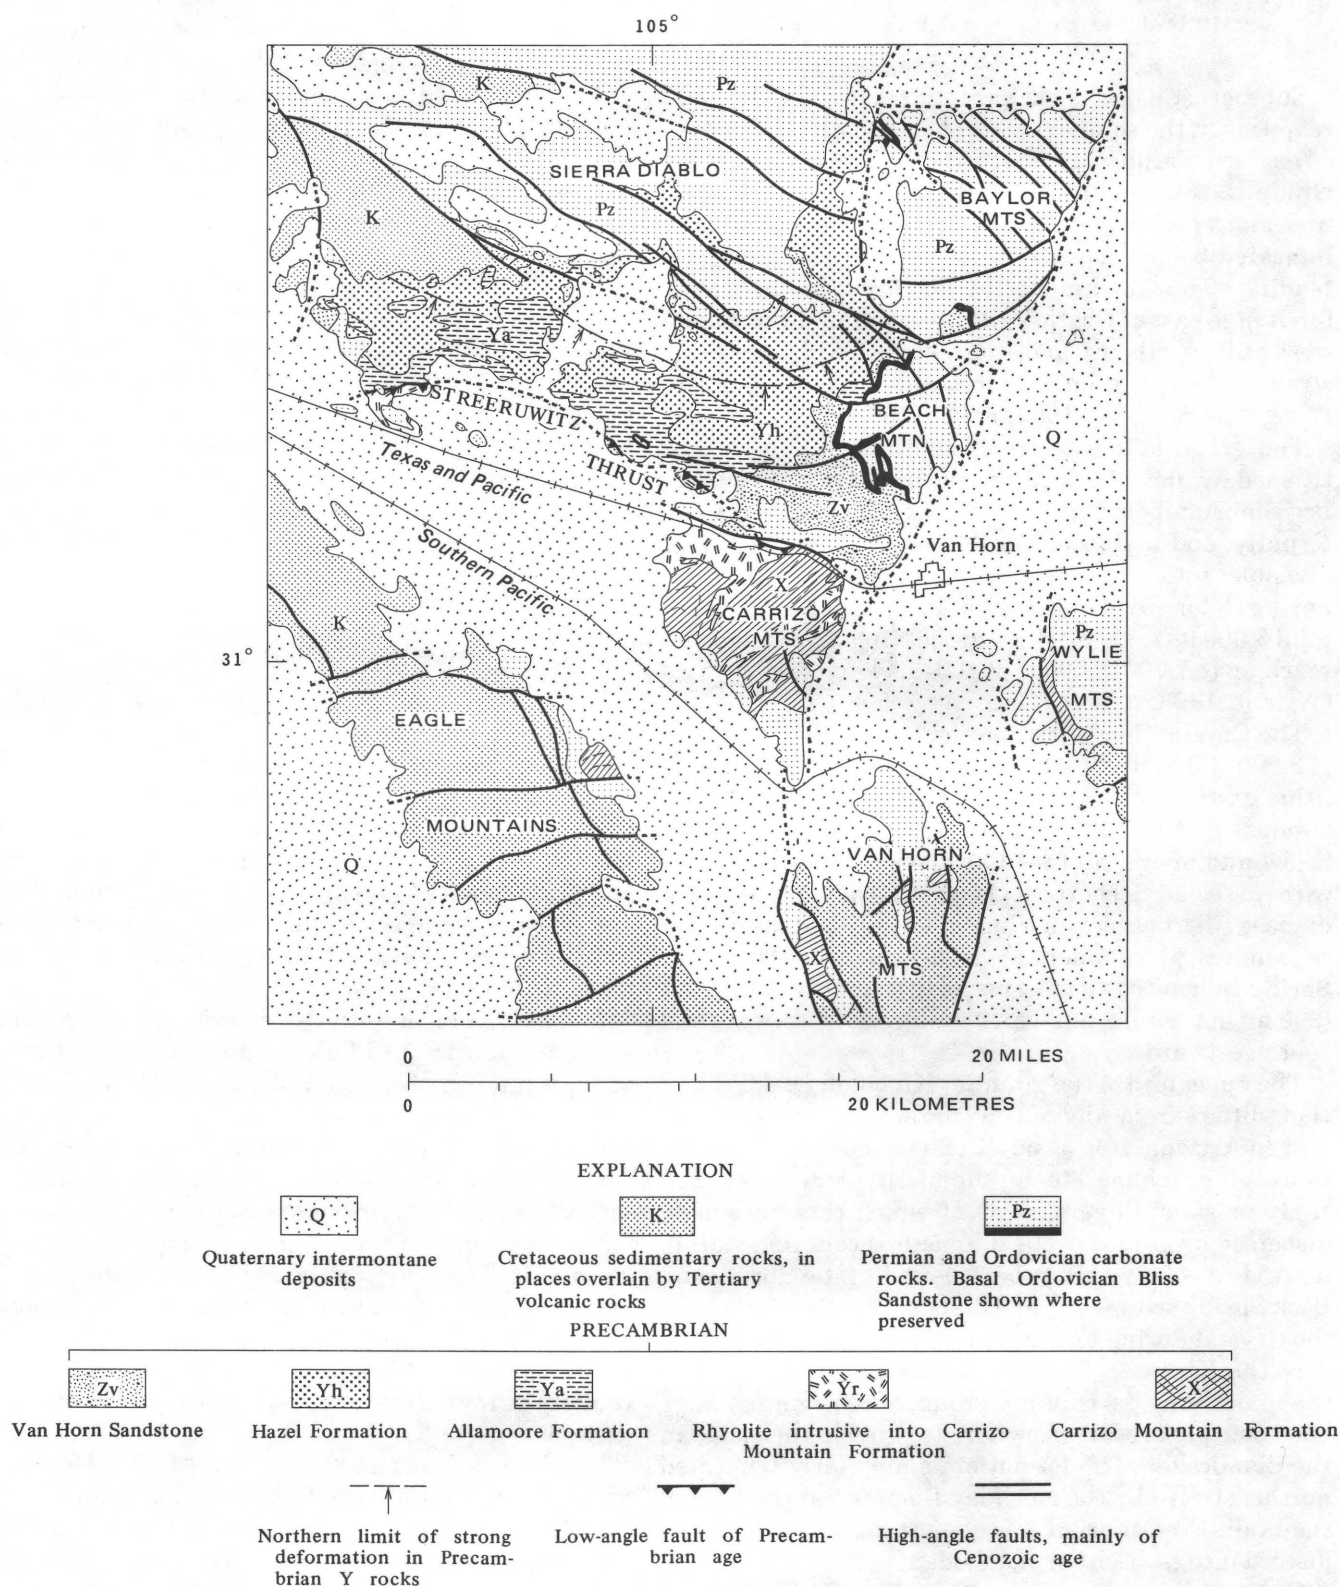 105°
K
Pz
SIERRA DIABLO
K
Pz
BAYLOR
MTS
Pz
Ya
STREERUWITZ
THRUST
Yh
BEACH
MTN
Q
Texas and Pacific
Southern Pacific
Zv
Van Horn
X
CARRIZO
MTS
K
31°
Pz
WYLIE
MTS
EAGLE
MOUNTAINS
Q
X
VAN HORN
X
MTS
0 20 MILES
0 20 KILOMETRES
EXPLANATION
Q
K
Pz
Quaternary intermontane
deposits
Cretaceous sedimentary rocks, in
places overlain by Tertiary
volcanic rocks
Permian and Ordovician carbonate
rocks. Basal Ordovician Bliss
Sandstone shown where
preserved
PRECAMBRIAN
Zv
Yh
Ya
Yr
X
Van Horn Sandstone
Hazel Formation
Allamoore Formation
Rhyolite intrusive into Carrizo
Mountain Formation
Carrizo Mountain Formation
Northern limit of strong
deformation in Precam-
brian Y rocks
Low-angle fault of Precam-
brian age
High-angle faults, mainly of
Cenozoic age